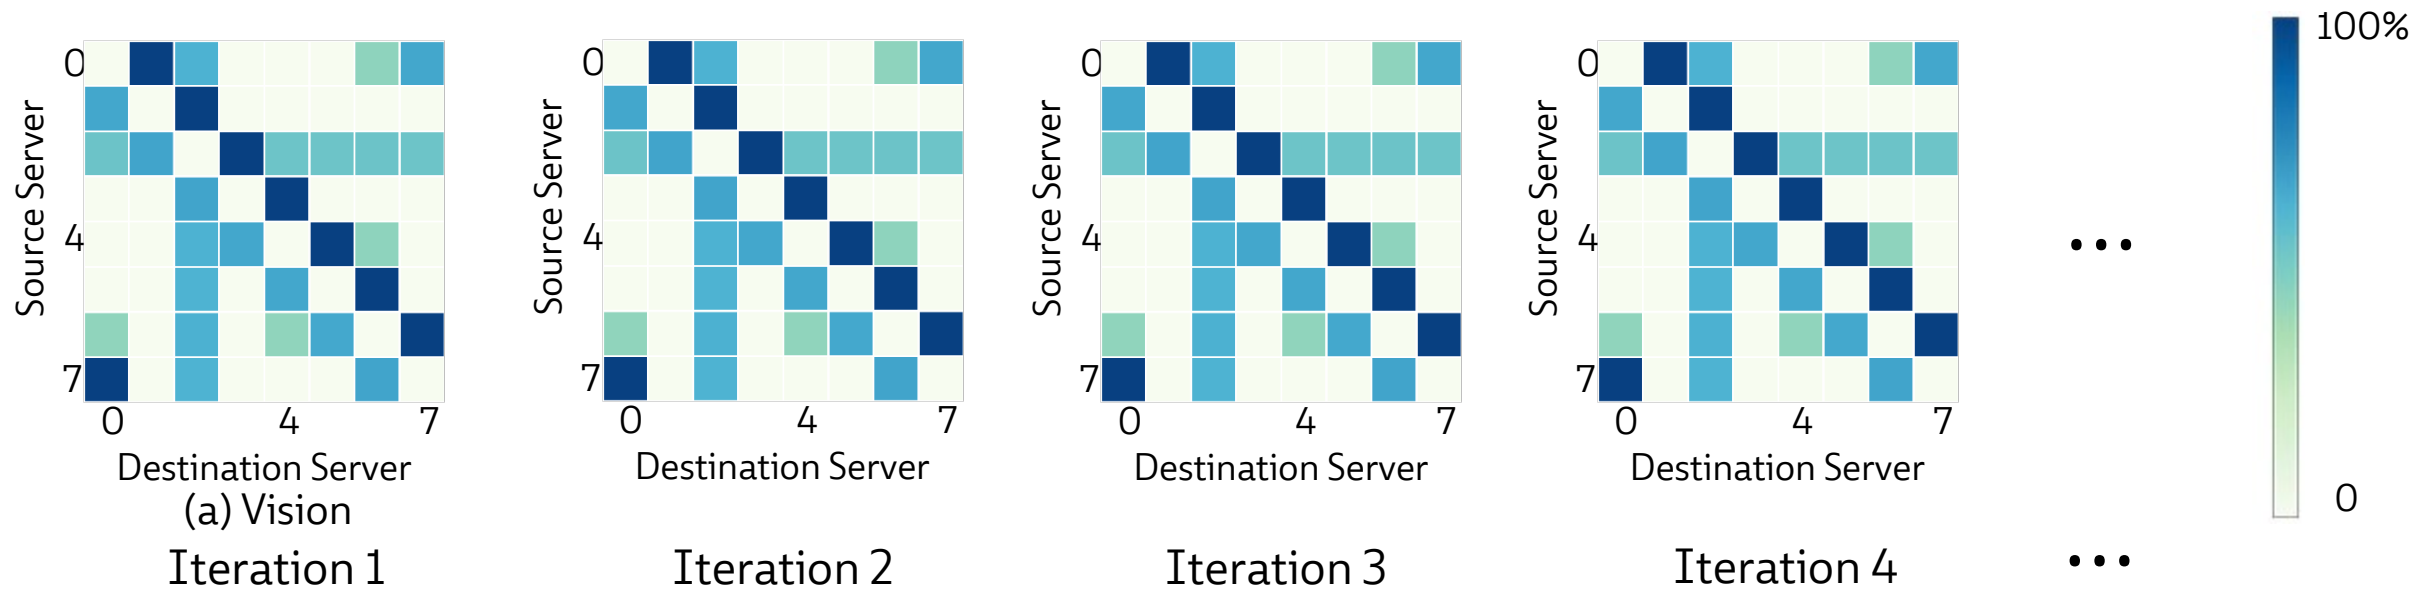 0
4
7
Source Server
0 4 7
Destination Server
(a) Vision
Iteration 1
0
4
7
Source Server
0 4 7
Destination Server
Iteration 2
0
4
7
Source Server
0 4 7
Destination Server
Iteration 3
0
4
7
Source Server
0 4 7
Destination Server
Iteration 4
...
...
100%
0